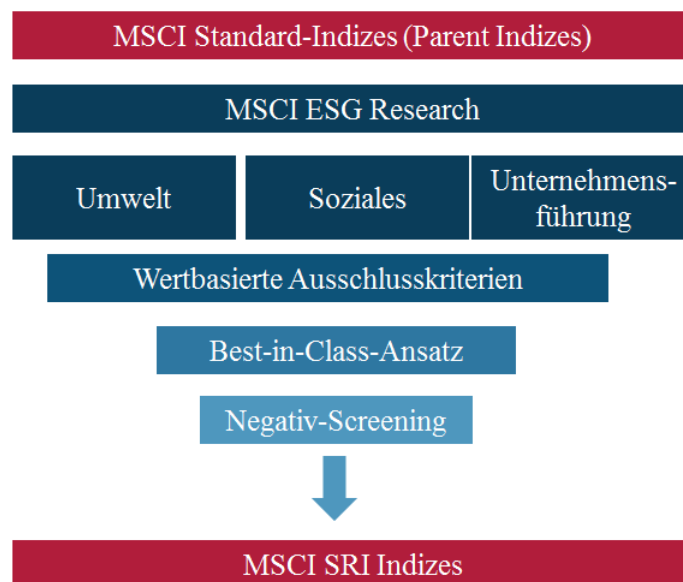 MSCI Standard-Indizes (Parent Indizes)
MSCI ESG Research
Umwelt
Soziales
Unternehmens-
führung
Wertbasierte Ausschlusskriterien
Best-in-Class-Ansatz
Negativ-Screening
MSCI SRI Indizes